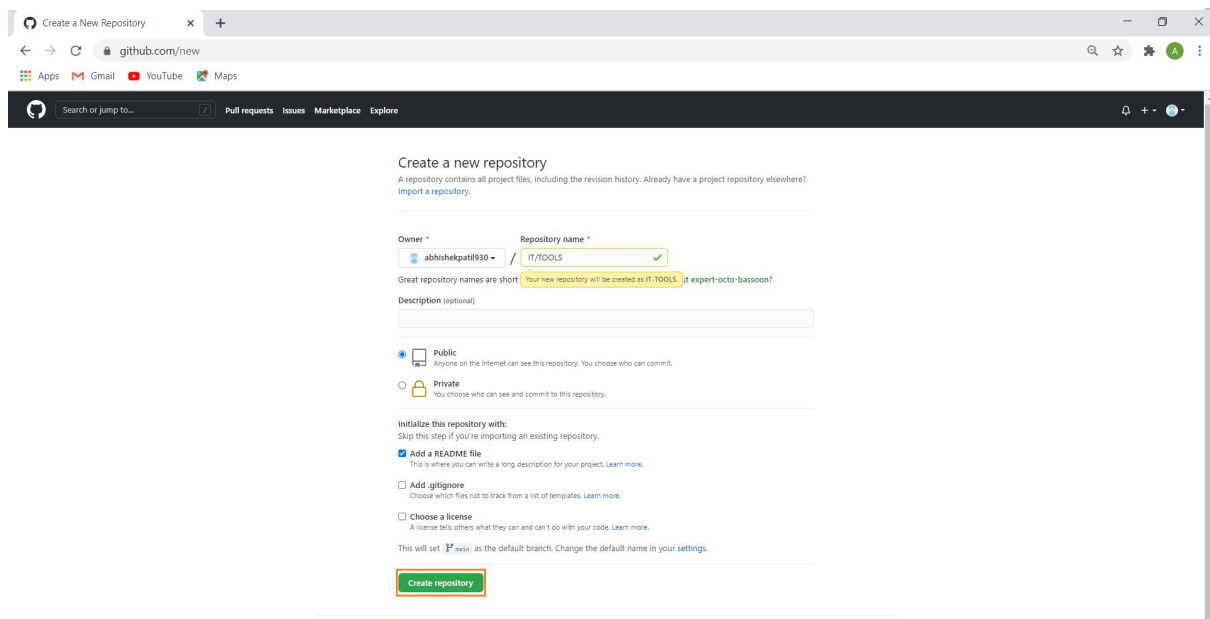 Create a New Repository
github.com/new
A
Apps Gmail YouTube Maps
Search or jump to... / Pull requests Issues Marketplace Explore
Create a new repository
A repository contains all project files, including the revision history. Already have a project repository elsewhere?
Import a repository.
Owner * Repository name *
abhishekpatil930 / IT/TOOLS
Great repository names are short Your new repository will be created as IT-TOOLS. ut expert-octo-bassoon?
Description (optional)
Public
Anyone on the internet can see this repository. You choose who can commit.
Private
You choose who can see and commit to this repository.
Initialize this repository with:
Skip this step if you're importing an existing repository.
Add a README file
This is where you can write a long description for your project. Learn more.
Add .gitignore
Choose which files not to track from a list of templates. Learn more.
Choose a license
A license tells others what they can and can't do with your code. Learn more.
This will set main as the default branch. Change the default name in your settings.
Create repository